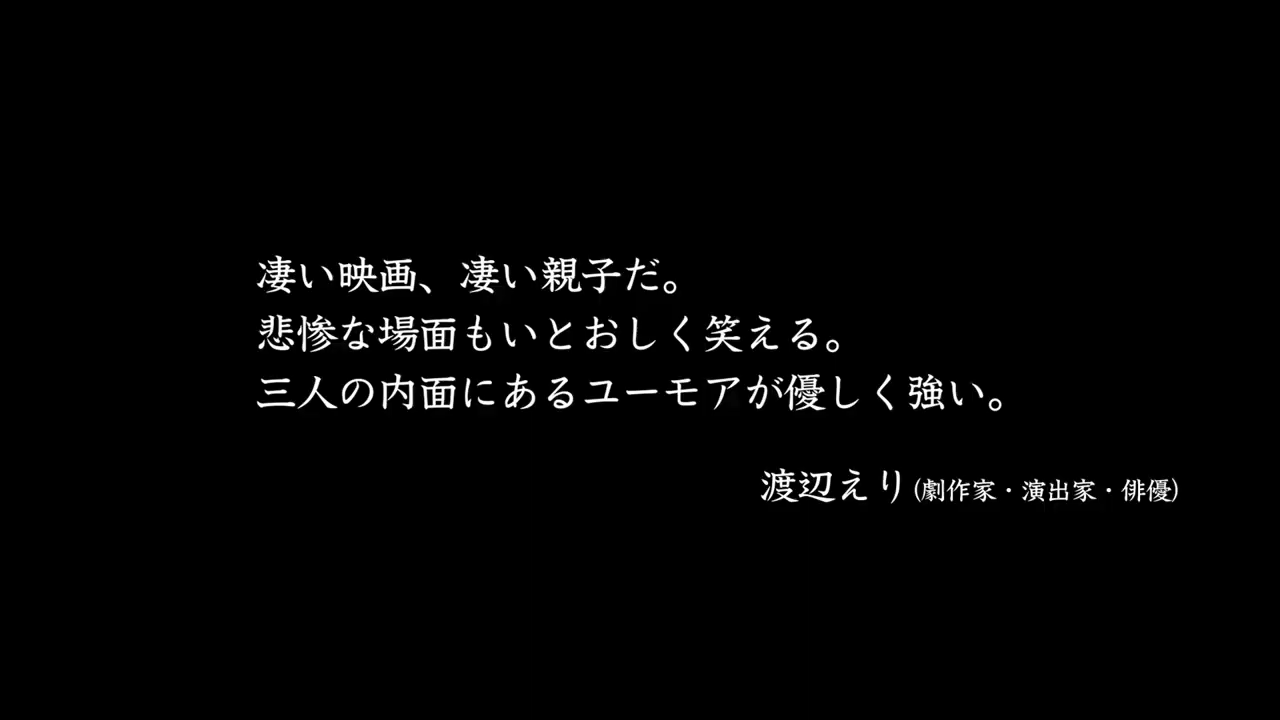 凄い映画、凄い親子だ。
悲惨な場面もいとおしく笑える。
三人の内面にあるユーモアが優しく強い。
渡辺えり(劇作家・演出家・俳優)